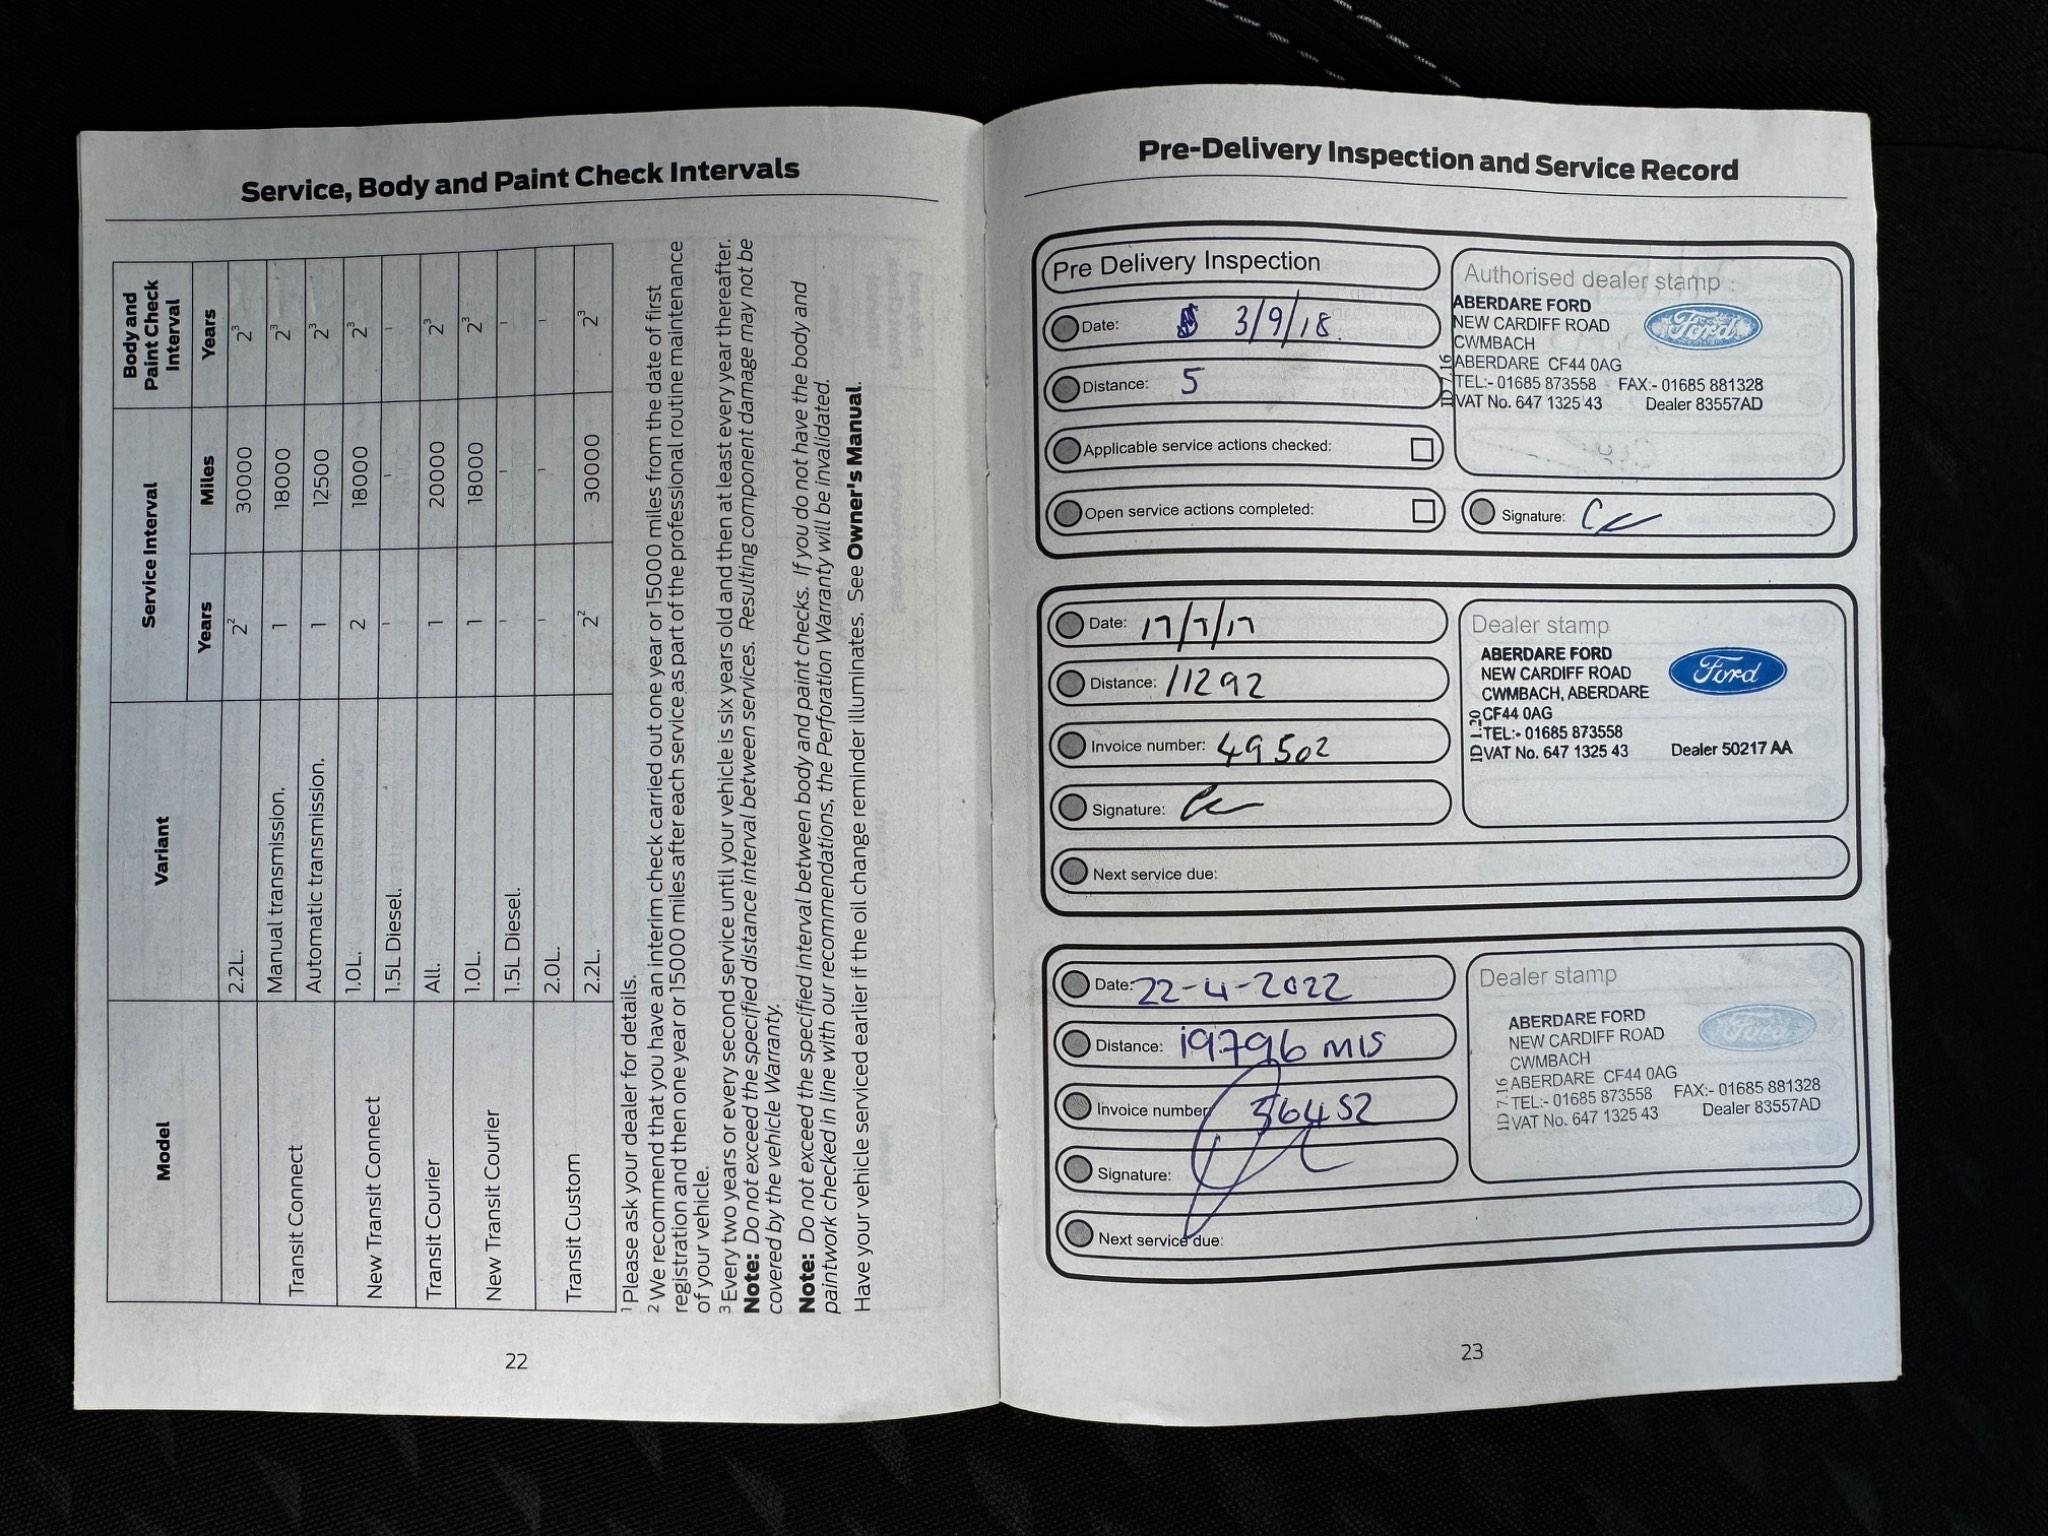 Service, Body and Paint Check Intervals
Model Variant Service Interval Body and Paint Check Interval
Years Miles Years
2.2L. 2² 30000 2³
Transit Connect Manual transmission. 1 18000 2³
Automatic transmission. 1 12500 2³
New Transit Connect 1.0L. 2 18000 2³
1.5L Diesel. - - -
Transit Courier All. 1 20000 2³
New Transit Courier 1.0L. 1 18000 2³
1.5L Diesel. - - -
Transit Custom 2.0L. - - -
2.2L. 2² 30000 2³
¹ Please ask your dealer for details.
² We recommend that you have an interim check carried out one year or 15000 miles from the date of first
registration and then one year or 15000 miles after each service as part of the professional routine maintenance
of your vehicle.
³ Every two years or every second service until your vehicle is six years old and then at least every year thereafter.
Note: Do not exceed the specified distance interval between services. Resulting component damage may not be
covered by the vehicle Warranty.
Note: Do not exceed the specified interval between body and paint checks. If you do not have the body and
paintwork checked in line with our recommendations, the Perforation Warranty will be invalidated.
Have your vehicle serviced earlier if the oil change reminder illuminates. See Owner's Manual.
22
Pre-Delivery Inspection and Service Record
Pre Delivery Inspection
Date: 3/9/18.
Distance: 5
Applicable service actions checked:
Open service actions completed:
Authorised dealer stamp :
ABERDARE FORD
NEW CARDIFF ROAD
CWMBACH
ABERDARE CF44 0AG
TEL:- 01685 873558 FAX:- 01685 881328
VAT No. 647 1325 43 Dealer 83557AD
ID 7.16
Ford
Signature:
Date: 17/7/17
Distance: 11292
Invoice number: 49502
Signature:
Next service due:
Dealer stamp
ABERDARE FORD
NEW CARDIFF ROAD
CWMBACH, ABERDARE
CF44 0AG
TEL:- 01685 873558
VAT No. 647 1325 43 Dealer 50217 AA
ID 1.20
Ford
Date: 22-4-2022
Distance: 19796 MLS
Invoice number 36452
Signature:
Next service due:
Dealer stamp
ABERDARE FORD
NEW CARDIFF ROAD
CWMBACH
ABERDARE CF44 0AG
TEL:- 01685 873558 FAX:- 01685 881328
VAT No. 647 1325 43 Dealer 83557AD
ID 7.16
Ford
23